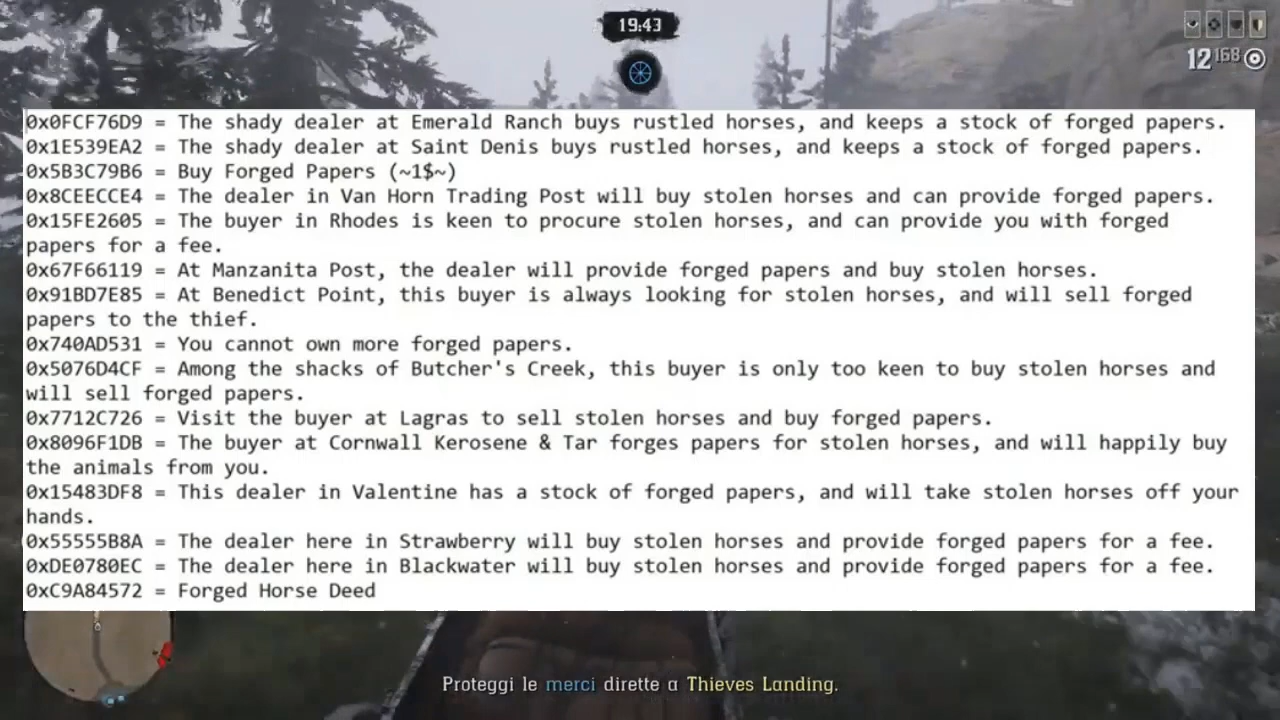 19:43
12 168
0x0FCF76D9 = The shady dealer at Emerald Ranch buys rustled horses, and keeps a stock of forged papers.
0x1E539EA2 = The shady dealer at Saint Denis buys rustled horses, and keeps a stock of forged papers.
0x5B3C79B6 = Buy Forged Papers (~1$~)
0x8CEECCE4 = The dealer in Van Horn Trading Post will buy stolen horses and can provide forged papers.
0x15FE2605 = The buyer in Rhodes is keen to procure stolen horses, and can provide you with forged
papers for a fee.
0x67F66119 = At Manzanita Post, the dealer will provide forged papers and buy stolen horses.
0x91BD7E85 = At Benedict Point, this buyer is always looking for stolen horses, and will sell forged
papers to the thief.
0x740AD531 = You cannot own more forged papers.
0x5076D4CF = Among the shacks of Butcher's Creek, this buyer is only too keen to buy stolen horses and
will sell forged papers.
0x7712C726 = Visit the buyer at Lagras to sell stolen horses and buy forged papers.
0x8096F1DB = The buyer at Cornwall Kerosene & Tar forges papers for stolen horses, and will happily buy
the animals from you.
0x15483DF8 = This dealer in Valentine has a stock of forged papers, and will take stolen horses off your
hands.
0x55555B8A = The dealer here in Strawberry will buy stolen horses and provide forged papers for a fee.
0xDE0780EC = The dealer here in Blackwater will buy stolen horses and provide forged papers for a fee.
0xC9A84572 = Forged Horse Deed
Proteggi le merci dirette a Thieves Landing.